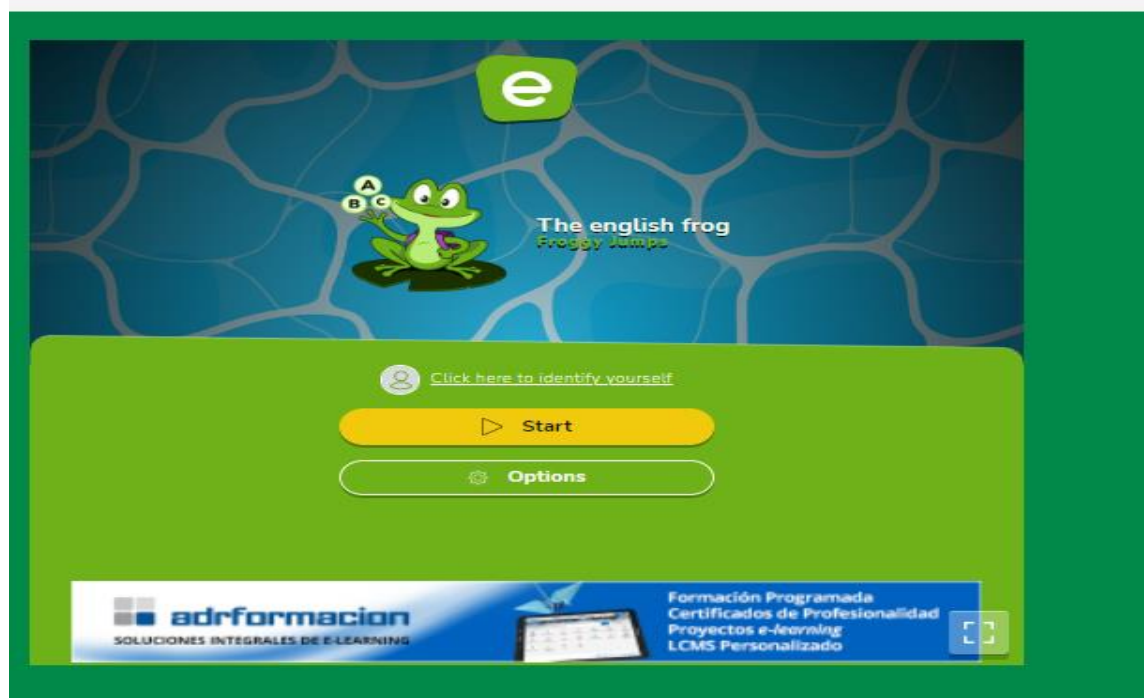 e
A
B C
The english frog
Froggy Jumps
Click here to identify yourself
Start
Options
adrformacion
SOLUCIONES INTEGRALES DE E-LEARNING
Formación Programada
Certificados de Profesionalidad
Proyectos e-learning
LCMS Personalizado